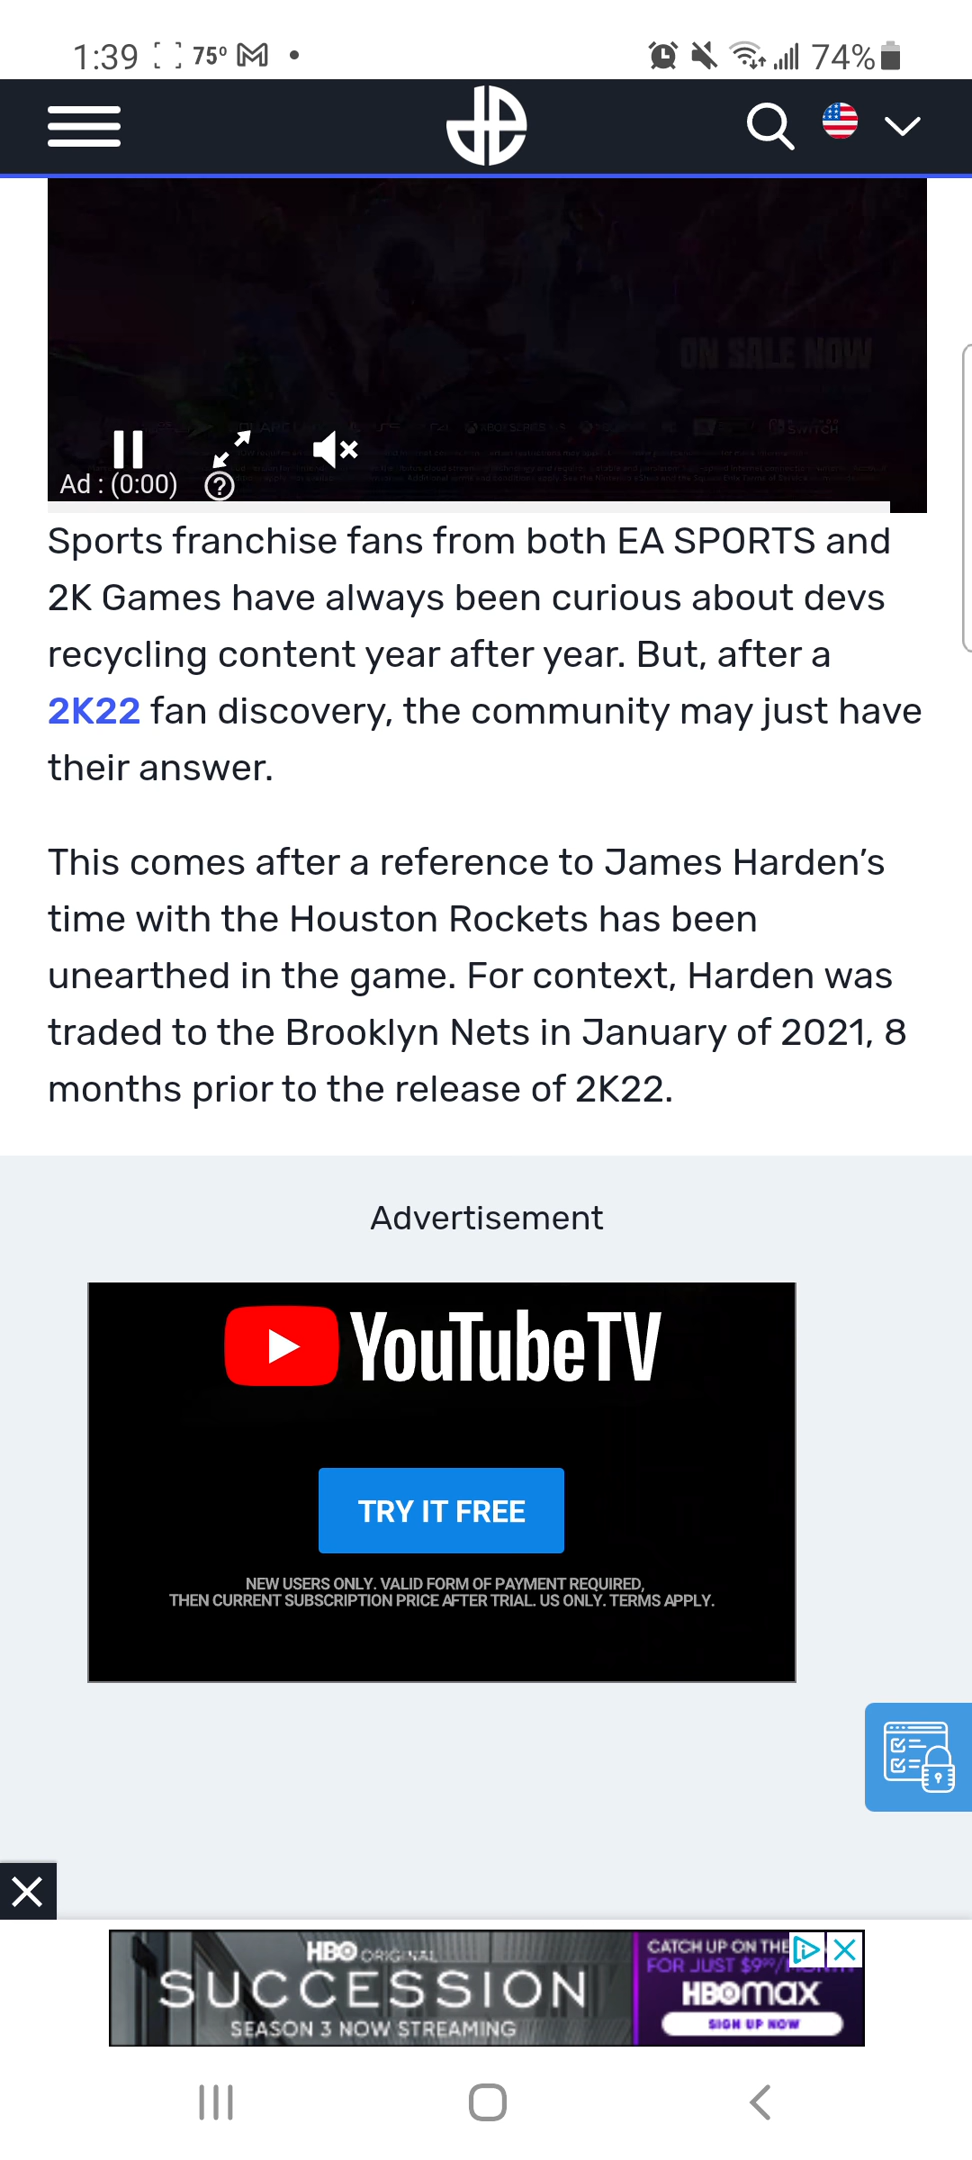 1:39 75° 74%
ON SALE NOW
SWITCH
Ad : (0:00)
Sports franchise fans from both EA SPORTS and
2K Games have always been curious about devs
recycling content year after year. But, after a
2K22 fan discovery, the community may just have
their answer.
This comes after a reference to James Harden’s
time with the Houston Rockets has been
unearthed in the game. For context, Harden was
traded to the Brooklyn Nets in January of 2021, 8
months prior to the release of 2K22.
Advertisement
YouTubeTV
TRY IT FREE
NEW USERS ONLY. VALID FORM OF PAYMENT REQUIRED,
THEN CURRENT SUBSCRIPTION PRICE AFTER TRIAL. US ONLY. TERMS APPLY.
HBO ORIGINAL
SUCCESSION
SEASON 3 NOW STREAMING
CATCH UP ON THE
FOR JUST $9⁹⁹/
HBOmax
SIGN UP NOW